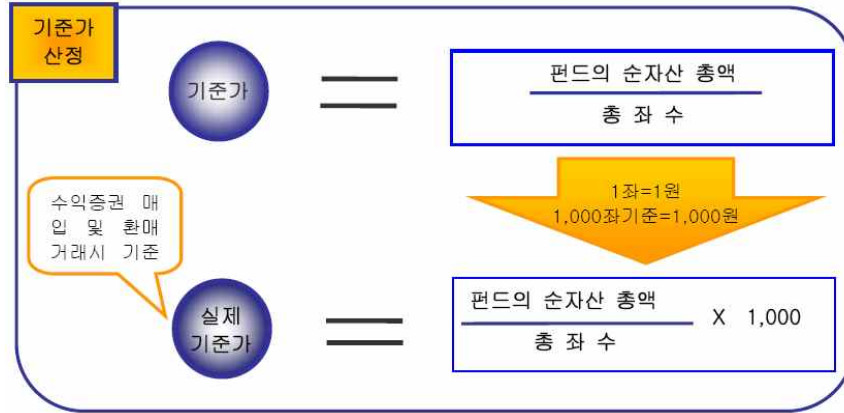 기준가
산정
기준가
펀드의 순자산 총액
총 좌 수
1좌=1원
1,000좌기준=1,000원
수익증권 매
입 및 환매
거래시 기준
실제
기준가
펀드의 순자산 총액
총 좌 수
X 1,000